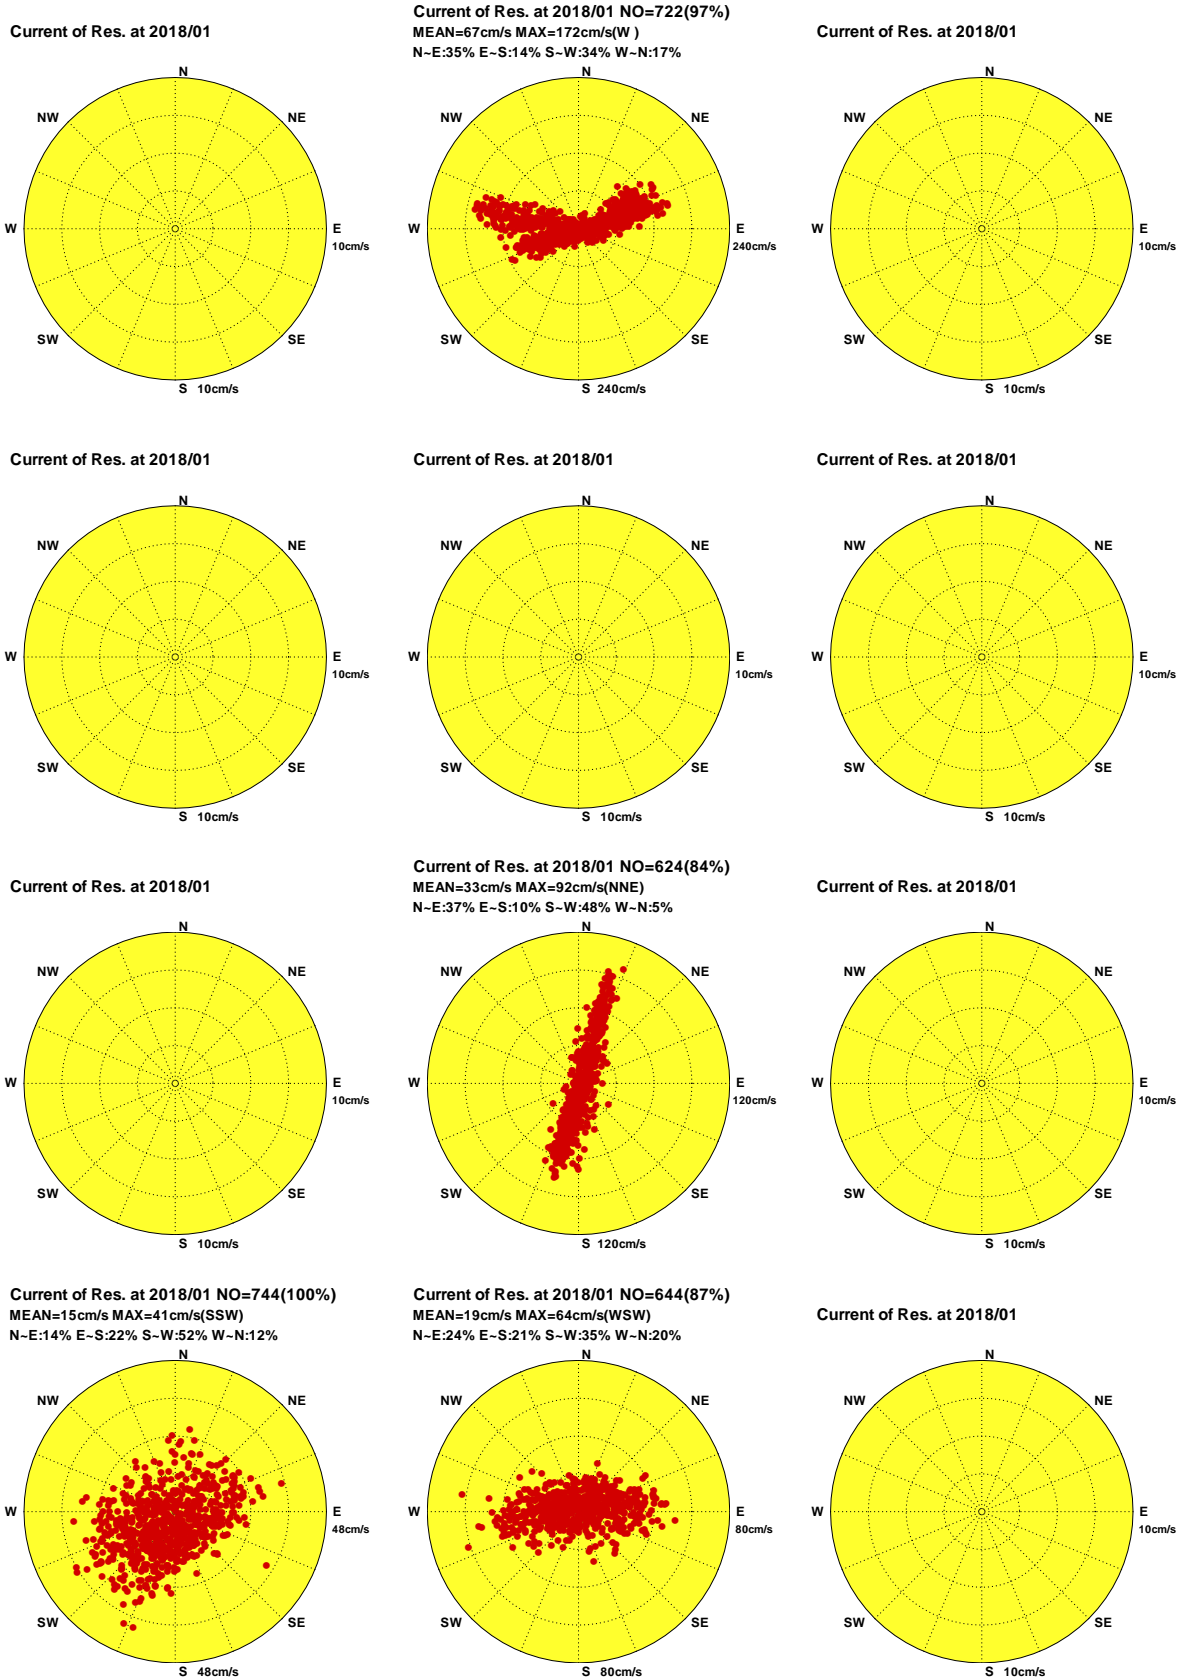 Current of Res. at 2018/01
N
NW
NE
W
E
10cm/s
SW
SE
S 10cm/s
Current of Res. at 2018/01 NO=722(97%)
MEAN=67cm/s MAX=172cm/s(W )
N~E:35% E~S:14% S~W:34% W~N:17%
N
NW
NE
W
E
240cm/s
SW
SE
S 240cm/s
Current of Res. at 2018/01
N
NW
NE
W
E
10cm/s
SW
SE
S 10cm/s
Current of Res. at 2018/01
N
NW
NE
W
E
10cm/s
SW
SE
S 10cm/s
Current of Res. at 2018/01
N
NW
NE
W
E
10cm/s
SW
SE
S 10cm/s
Current of Res. at 2018/01
N
NW
NE
W
E
10cm/s
SW
SE
S 10cm/s
Current of Res. at 2018/01
N
NW
NE
W
E
10cm/s
SW
SE
S 10cm/s
Current of Res. at 2018/01 NO=624(84%)
MEAN=33cm/s MAX=92cm/s(NNE)
N~E:37% E~S:10% S~W:48% W~N:5%
N
NW
NE
W
E
120cm/s
SW
SE
S 120cm/s
Current of Res. at 2018/01
N
NW
NE
W
E
10cm/s
SW
SE
S 10cm/s
Current of Res. at 2018/01 NO=744(100%)
MEAN=15cm/s MAX=41cm/s(SSW)
N~E:14% E~S:22% S~W:52% W~N:12%
N
NW
NE
W
E
48cm/s
SW
SE
S 48cm/s
Current of Res. at 2018/01 NO=644(87%)
MEAN=19cm/s MAX=64cm/s(WSW)
N~E:24% E~S:21% S~W:35% W~N:20%
N
NW
NE
W
E
80cm/s
SW
SE
S 80cm/s
Current of Res. at 2018/01
N
NW
NE
W
E
10cm/s
SW
SE
S 10cm/s